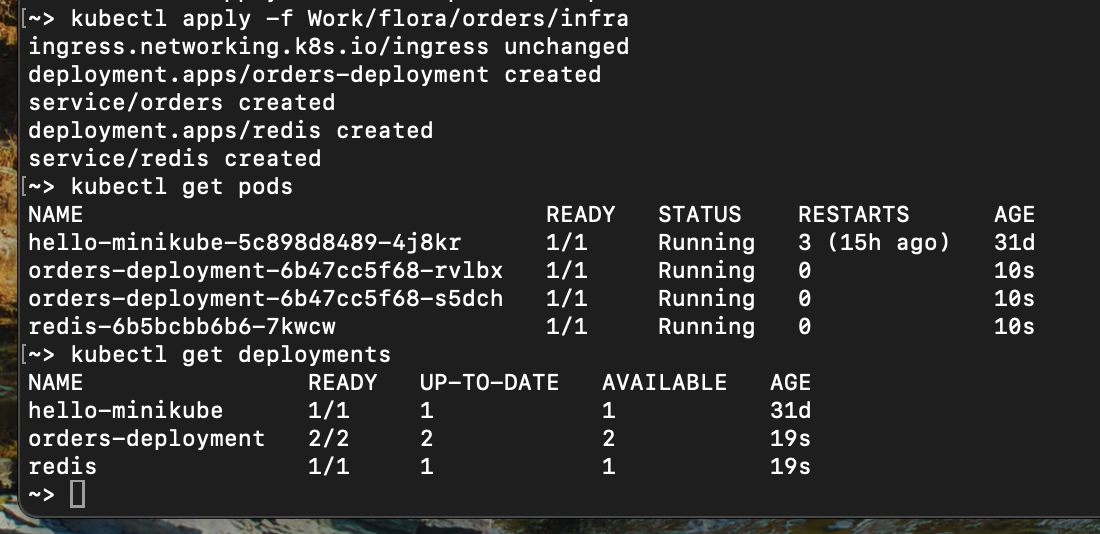 [~> kubectl apply -f Work/flora/orders/infra
ingress.networking.k8s.io/ingress unchanged
deployment.apps/orders-deployment created
service/orders created
deployment.apps/redis created
service/redis created
[~> kubectl get pods
NAME READY STATUS RESTARTS AGE
hello-minikube-5c898d8489-4j8kr 1/1 Running 3 (15h ago) 31d
orders-deployment-6b47cc5f68-rvlbx 1/1 Running 0 10s
orders-deployment-6b47cc5f68-s5dch 1/1 Running 0 10s
redis-6b5bcbb6b6-7kwcw 1/1 Running 0 10s
[~> kubectl get deployments
NAME READY UP-TO-DATE AVAILABLE AGE
hello-minikube 1/1 1 1 31d
orders-deployment 2/2 2 2 19s
redis 1/1 1 1 19s
~>